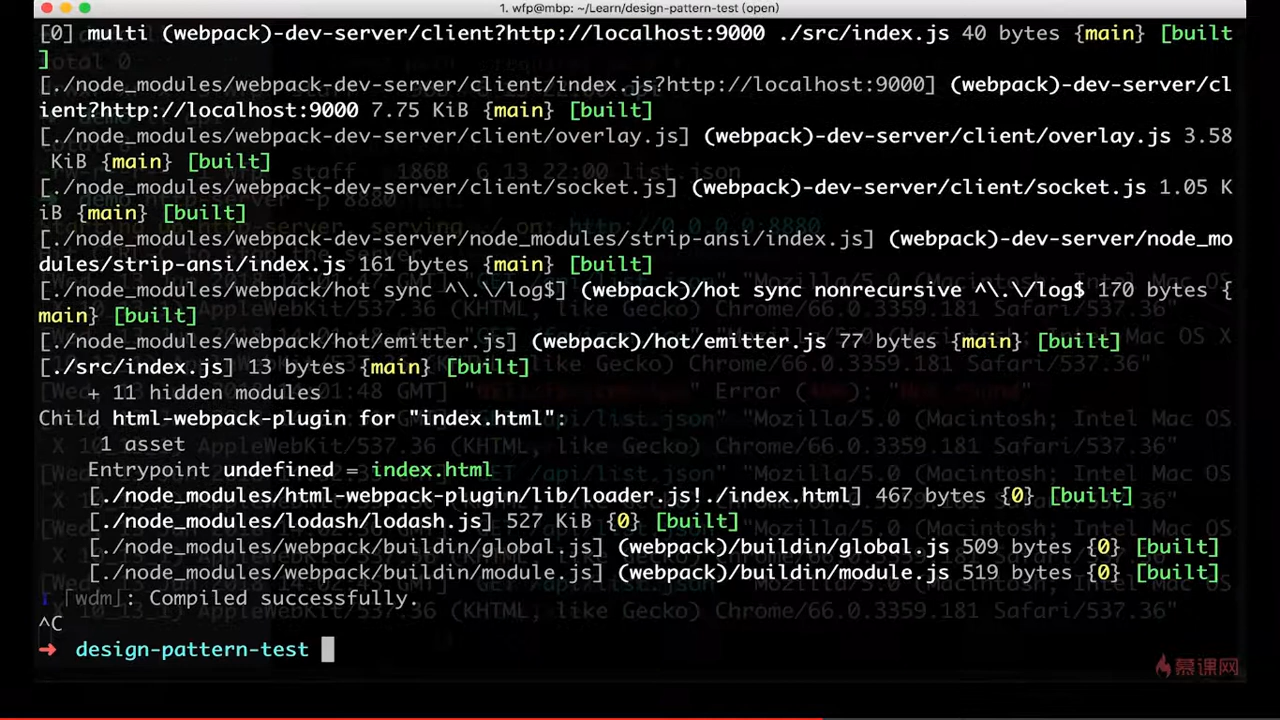 1. wfp@mbp: ~/Learn/design-pattern-test (open)
[0] multi (webpack)-dev-server/client?http://localhost:9000 ./src/index.js 40 bytes {main} [built
]
[./node_modules/webpack-dev-server/client/index.js?http://localhost:9000] (webpack)-dev-server/cl
ient?http://localhost:9000 7.75 KiB {main} [built]
[./node_modules/webpack-dev-server/client/overlay.js] (webpack)-dev-server/client/overlay.js 3.58
KiB {main} [built]
[./node_modules/webpack-dev-server/client/socket.js] (webpack)-dev-server/client/socket.js 1.05 K
iB {main} [built]
[./node_modules/webpack-dev-server/node_modules/strip-ansi/index.js] (webpack)-dev-server/node_mo
dules/strip-ansi/index.js 161 bytes {main} [built]
[./node_modules/webpack/hot sync ^\.\/log$] (webpack)/hot sync nonrecursive ^\.\/log$ 170 bytes {
main} [built]
[./node_modules/webpack/hot/emitter.js] (webpack)/hot/emitter.js 77 bytes {main} [built]
[./src/index.js] 13 bytes {main} [built]
+ 11 hidden modules
Child html-webpack-plugin for "index.html":
1 asset
Entrypoint undefined = index.html
[./node_modules/html-webpack-plugin/lib/loader.js!./index.html] 467 bytes {0} [built]
[./node_modules/lodash/lodash.js] 527 KiB {0} [built]
[./node_modules/webpack/buildin/global.js] (webpack)/buildin/global.js 509 bytes {0} [built]
[./node_modules/webpack/buildin/module.js] (webpack)/buildin/module.js 519 bytes {0} [built]
i ｢wdm｣: Compiled successfully.
^C
➜ design-pattern-test
慕课网